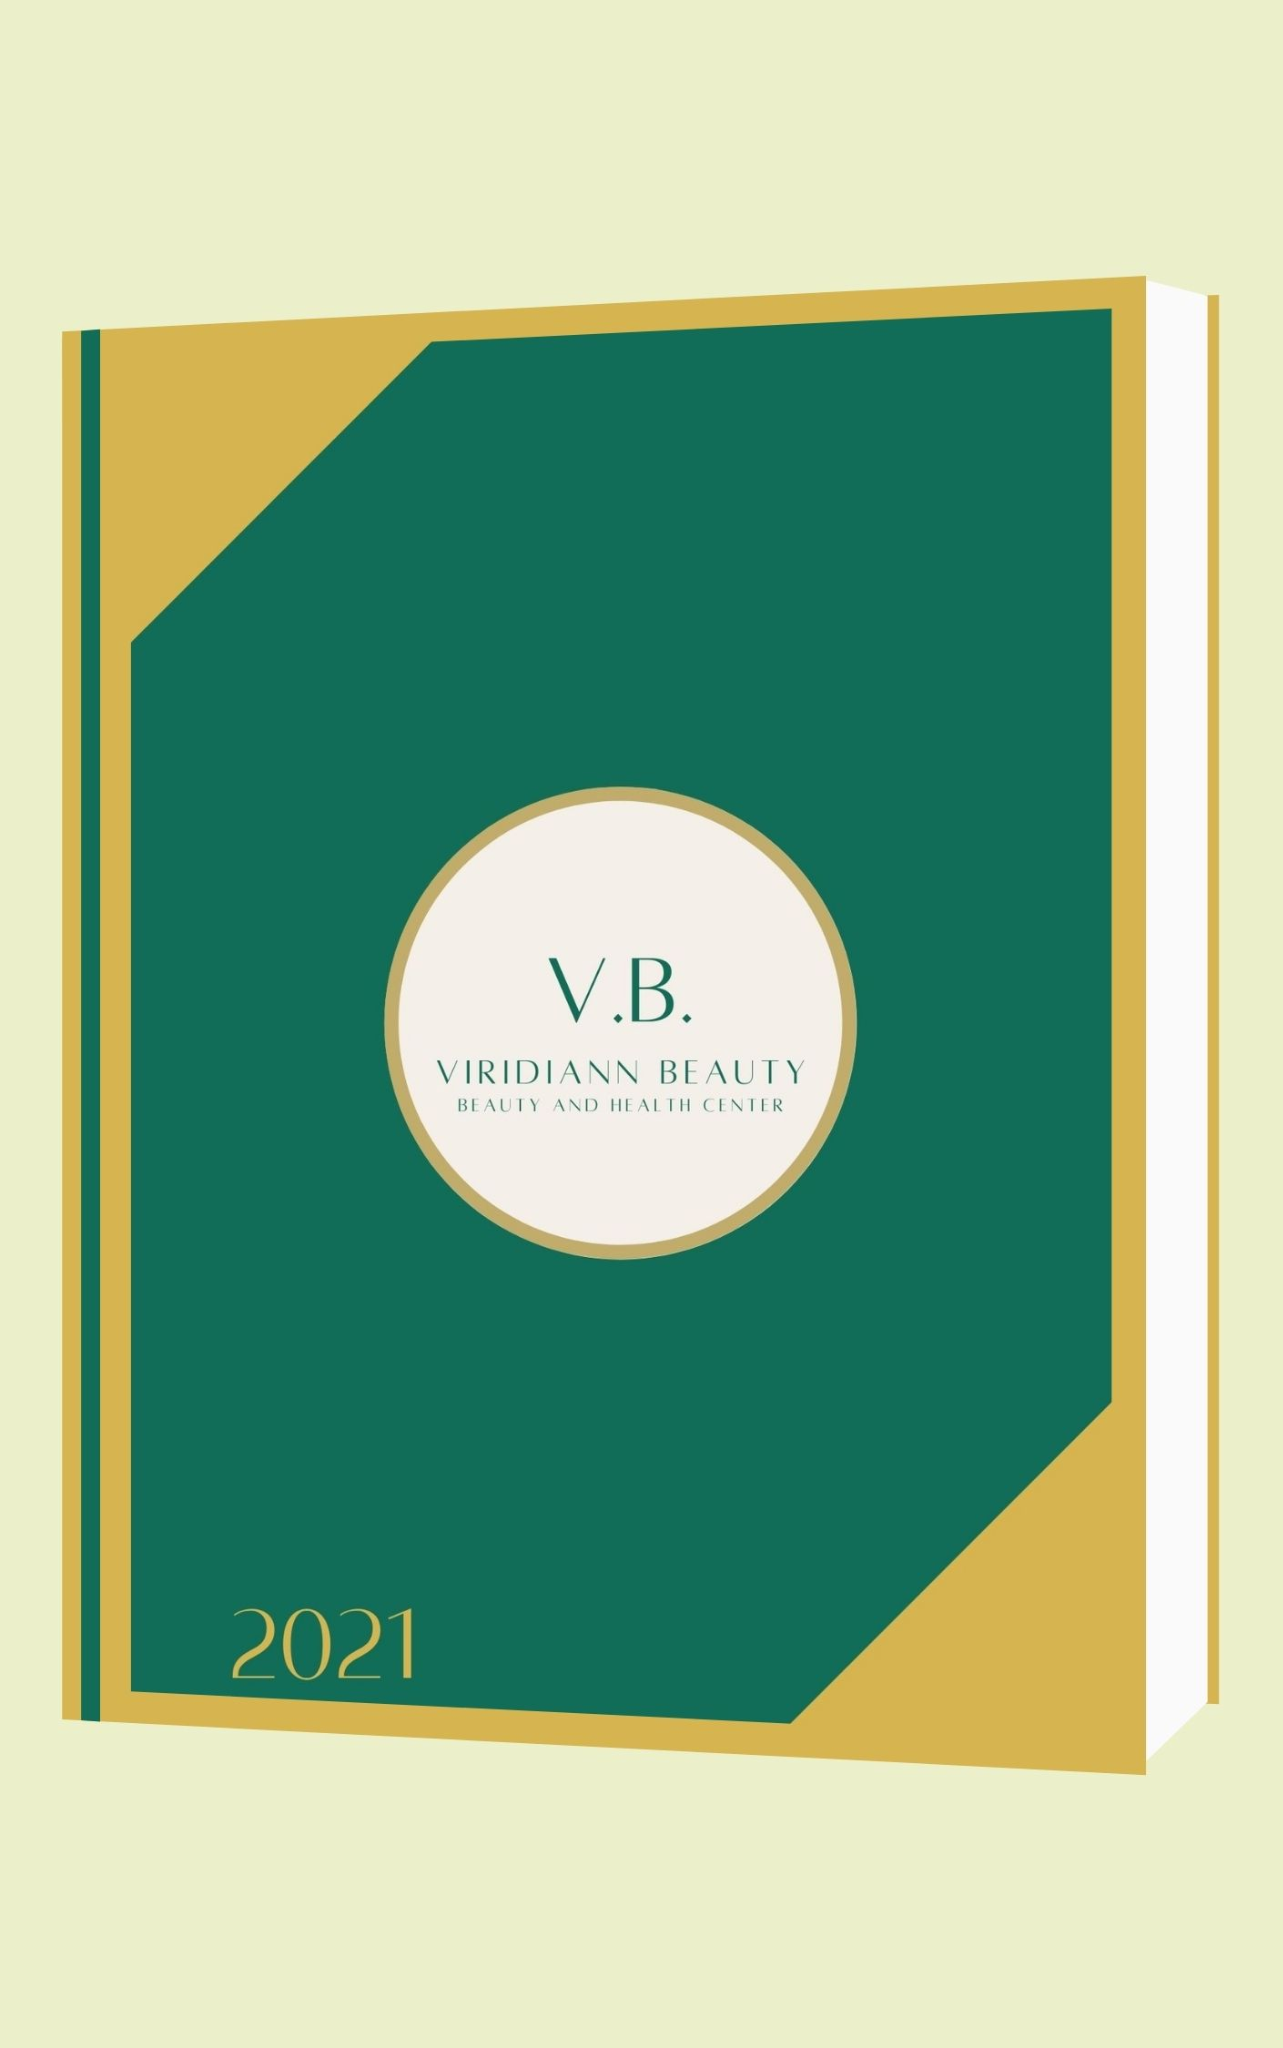 V.B.
VIRIDIANN BEAUTY
BEAUTY AND HEALTH CENTER
2021